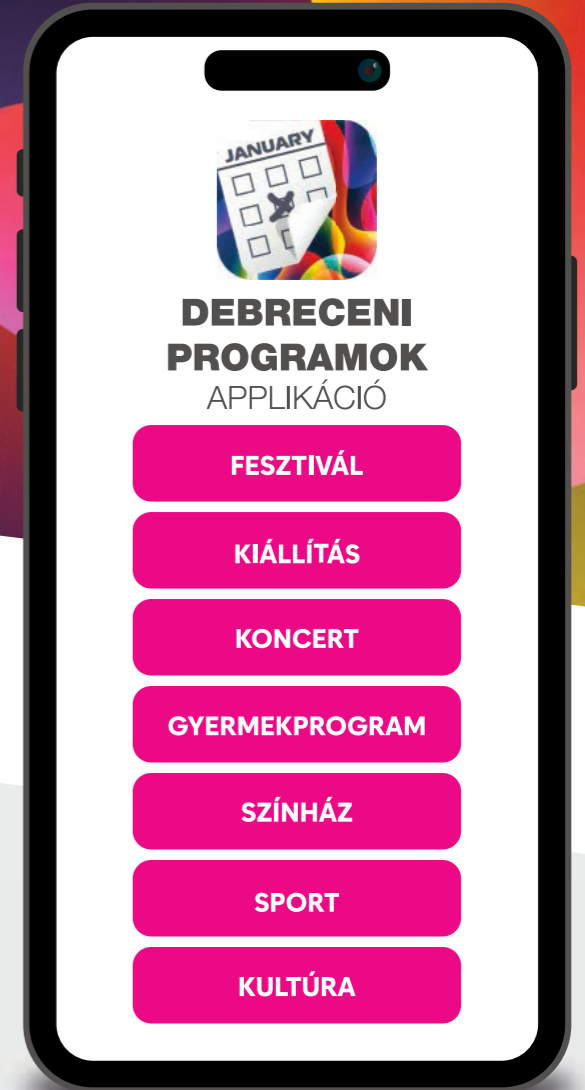 JANUARY
DEBRECENI
PROGRAMOK
APPLIKÁCIÓ
FESZTIVÁL
KIÁLLÍTÁS
KONCERT
GYERMEKPROGRAM
SZÍNHÁZ
SPORT
KULTÚRA